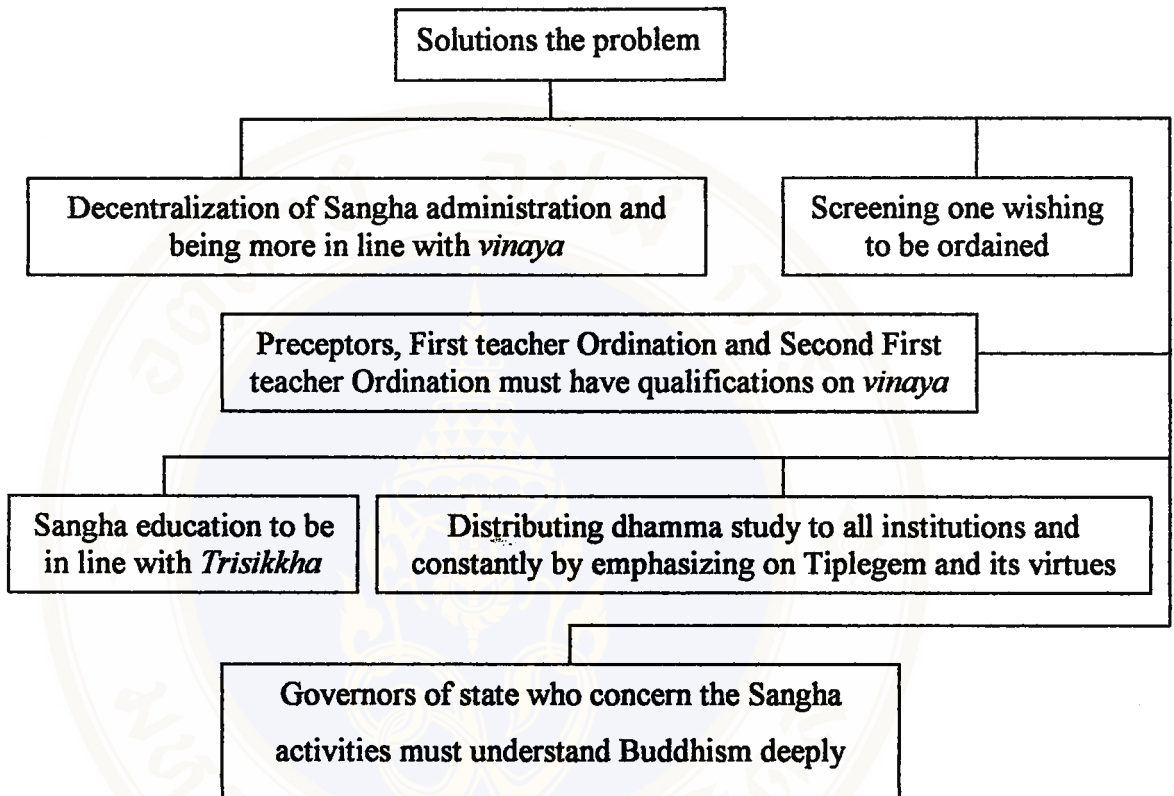 Solutions the problem
Decentralization of Sangha administration and
being more in line with vinaya
Screening one wishing
to be ordained
Preceptors, First teacher Ordination and Second First
teacher Ordination must have qualifications on vinaya
Sangha education to be
in line with Trisikkha
Distributing dhamma study to all institutions and
constantly by emphasizing on Tiplegem and its virtues
Governors of state who concern the Sangha
activities must understand Buddhism deeply